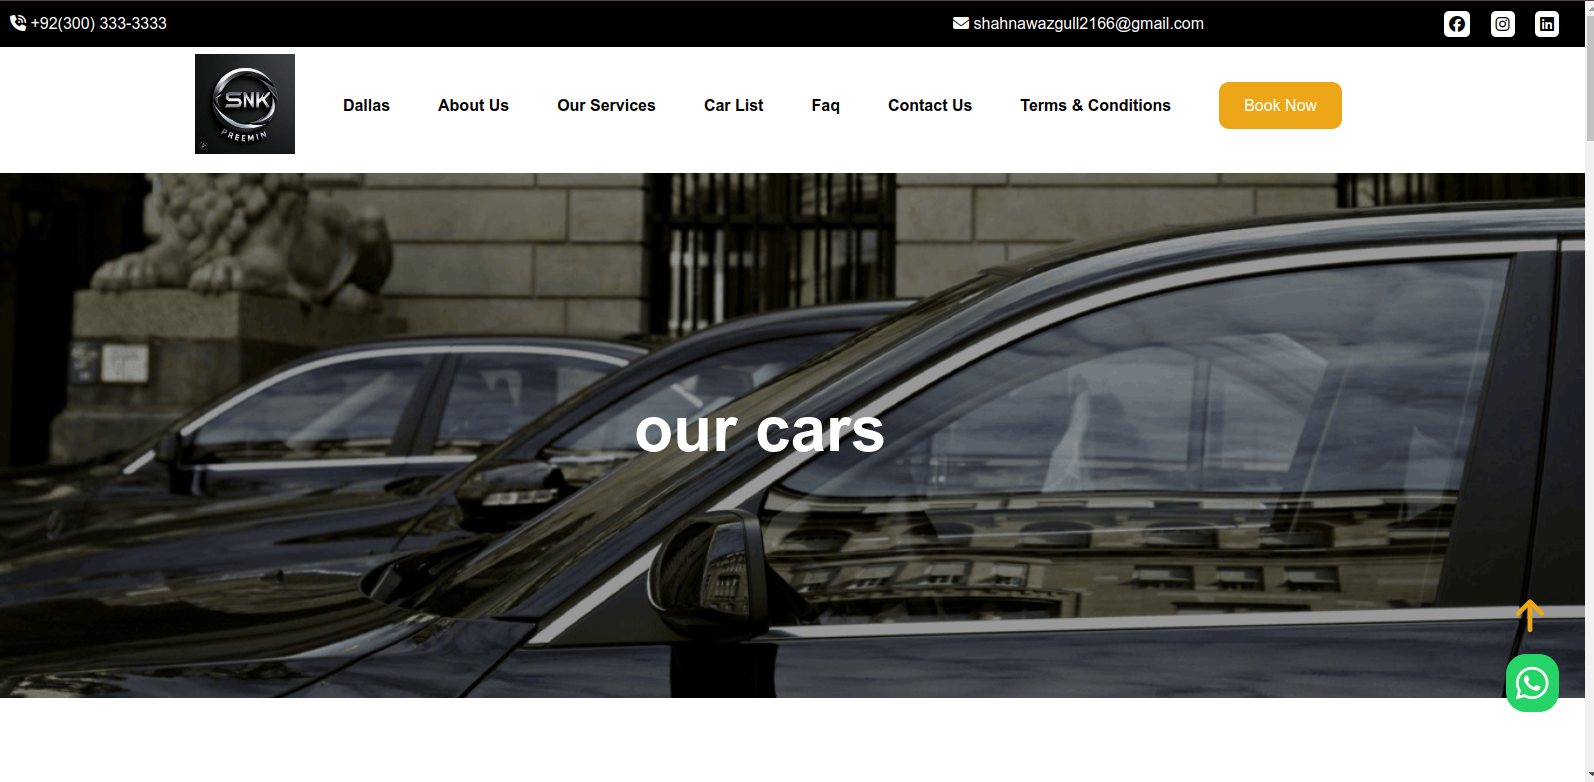 +92(300) 333-3333
shahnawazgull2166@gmail.com
SNK
PREEMIN
Dallas
About Us
Our Services
Car List
Faq
Contact Us
Terms & Conditions
Book Now
our cars